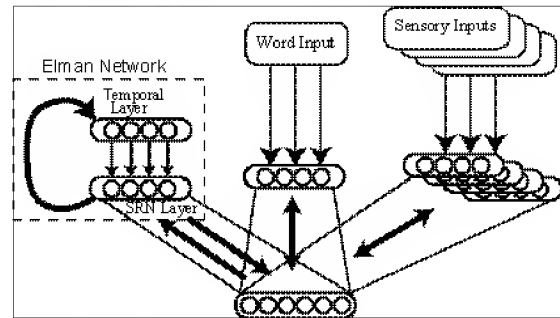 Elman Network
Temporal
Layer
SRN Layer
Word Input
Sensory Inputs